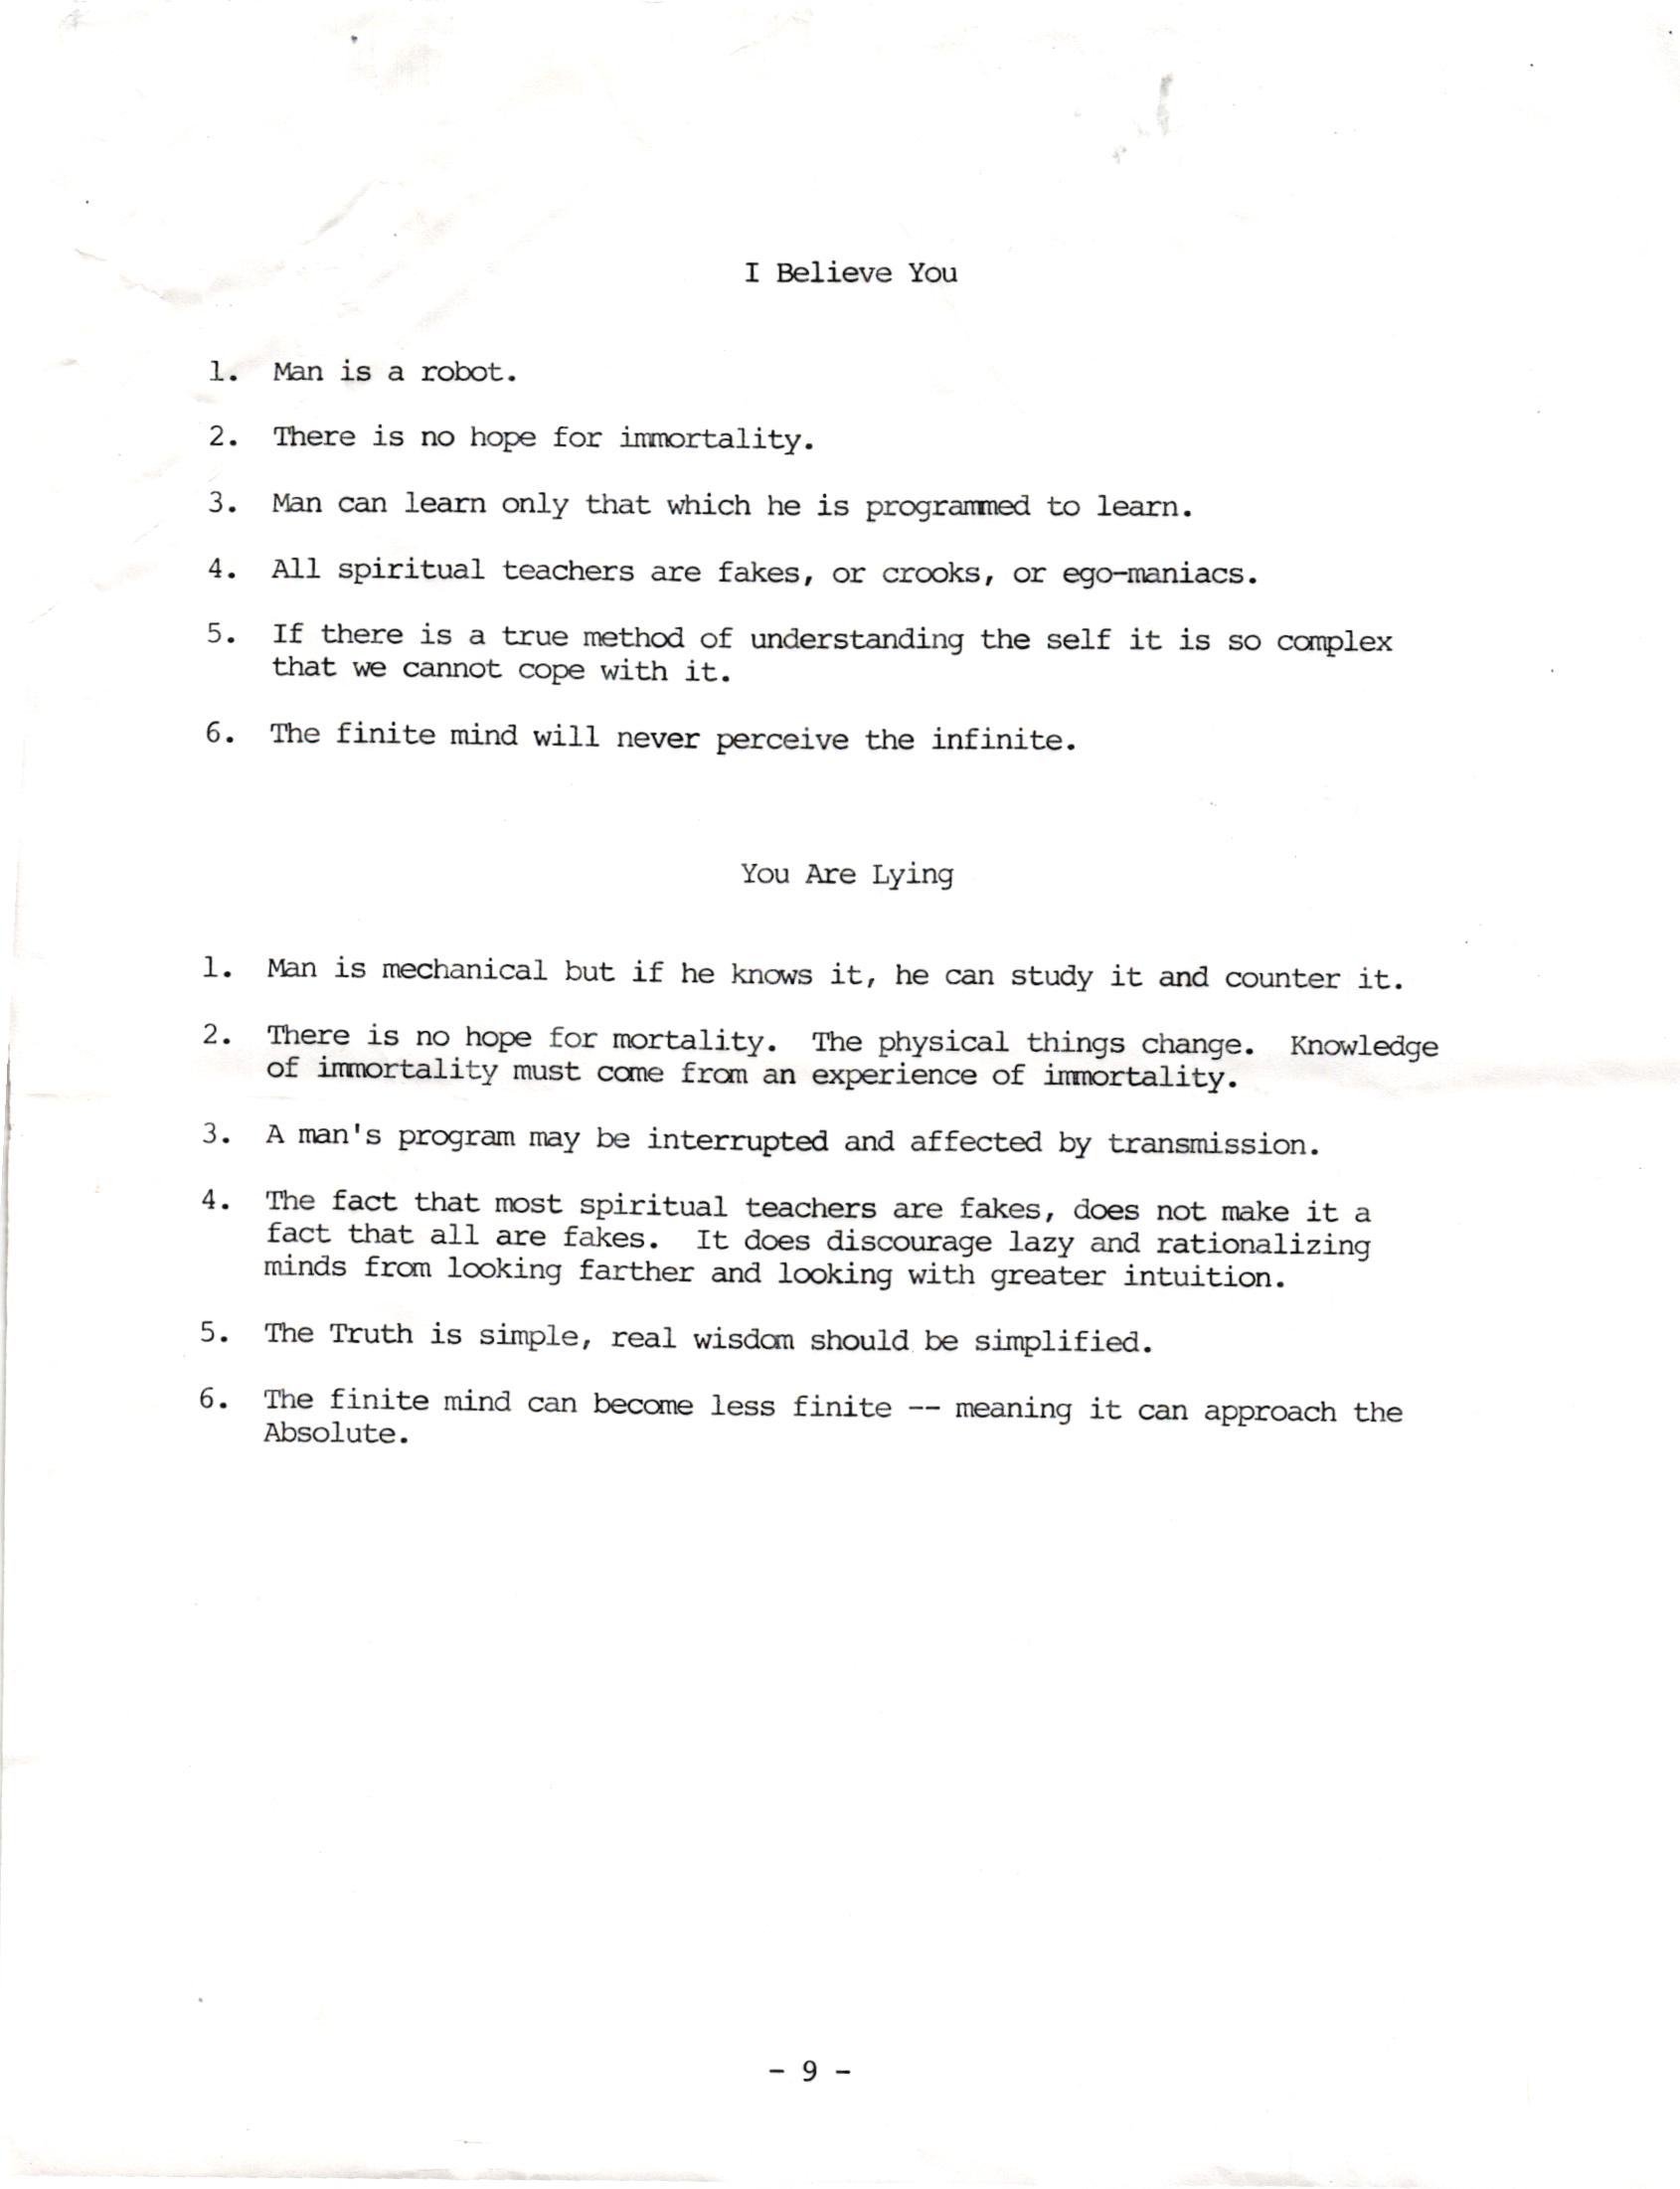 I Believe You
1. Man is a robot.
2. There is no hope for immortality.
3. Man can learn only that which he is programmed to learn.
4. All spiritual teachers are fakes, or crooks, or ego-maniacs.
5. If there is a true method of understanding the self it is so complex
that we cannot cope with it.
6. The finite mind will never perceive the infinite.
You Are Lying
1. Man is mechanical but if he knows it, he can study it and counter it.
2. There is no hope for mortality. The physical things change. Knowledge
of immortality must come from an experience of immortality.
3. A man's program may be interrupted and affected by transmission.
4. The fact that most spiritual teachers are fakes, does not make it a
fact that all are fakes. It does discourage lazy and rationalizing
minds from looking farther and looking with greater intuition.
5. The Truth is simple, real wisdom should be simplified.
6. The finite mind can become less finite -- meaning it can approach the
Absolute.
- 9 -